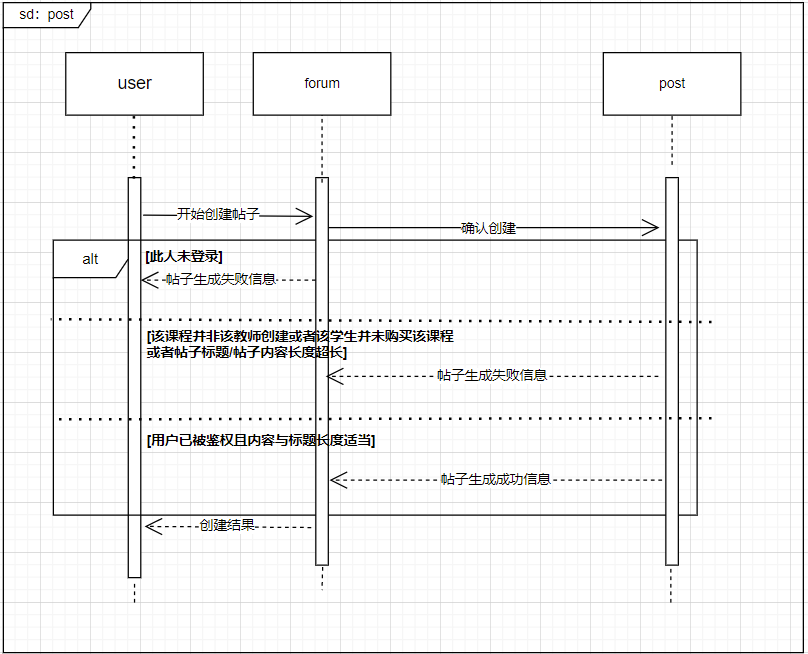 sd: post
user
forum
post
开始创建帖子
确认创建
alt
[此人未登录]
帖子生成失败信息
[该课程并非该教师创建或者该学生并未购买该课程
或者帖子标题/帖子内容长度超长]
帖子生成失败信息
[用户已被鉴权且内容与标题长度适当]
帖子生成成功信息
创建结果